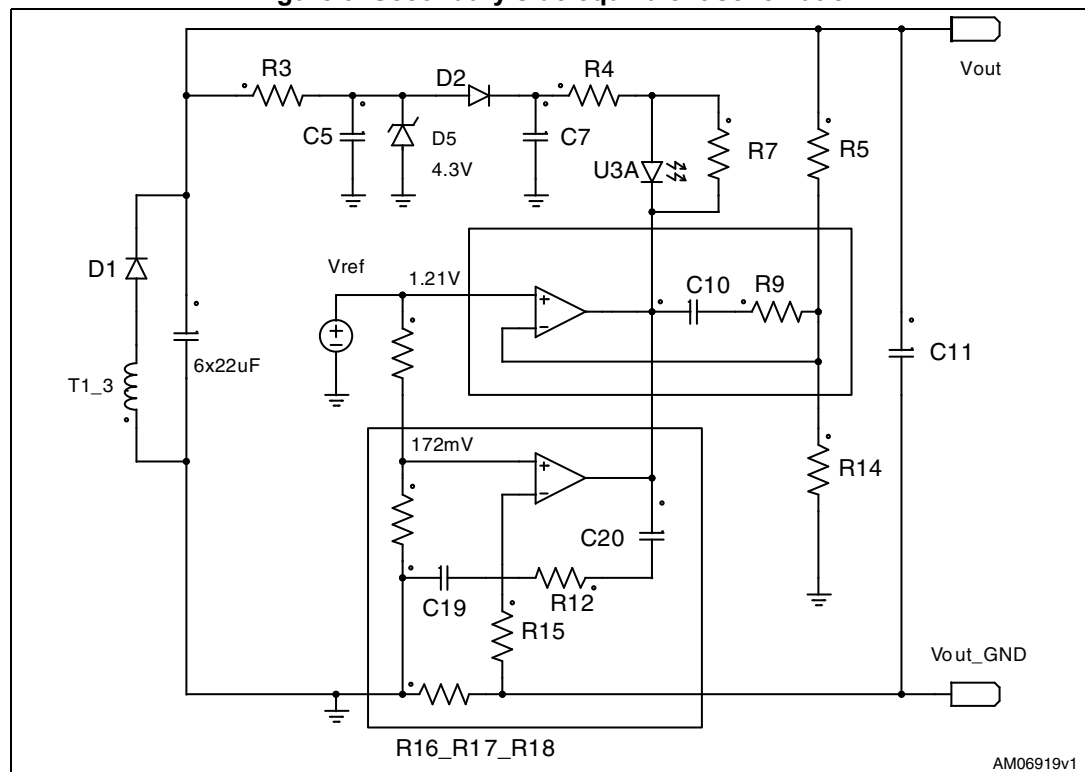 Vout
R3
D2
R4
C5
D5
4.3V
C7
U3A
R7
R5
D1
Vref
1.21V
C10
R9
6x22uF
T1_3
C11
172mV
R14
C20
C19
R12
R15
Vout_GND
R16_R17_R18
AM06919v1